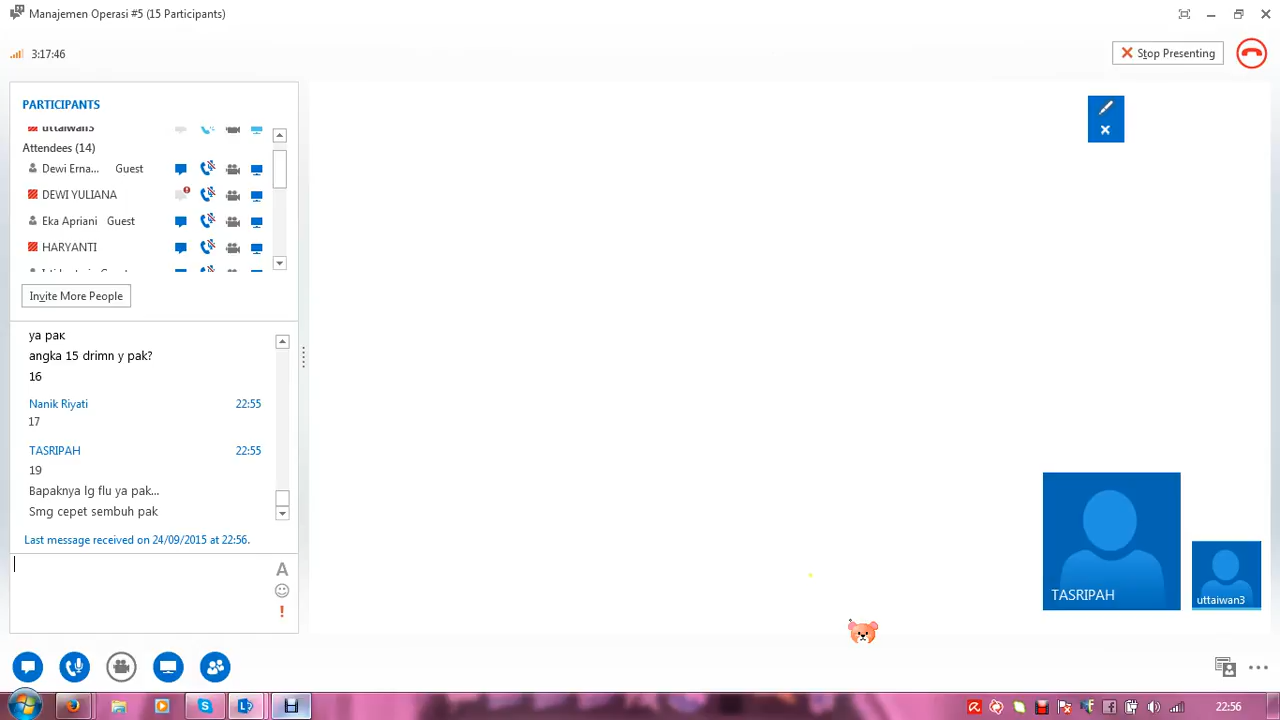 Manajemen Operasi #5 (15 Participants)
3:17:46
Stop Presenting
PARTICIPANTS
uttaiwan3
Attendees (14)
Dewi Erna... Guest
DEWI YULIANA
Eka Apriani Guest
HARYANTI
Invite More People
ya pak
angka 15 drimn y pak?
16
Nanik Riyati 22:55
17
TASRIPAH 22:55
19
Bapaknya lg flu ya pak...
Smg cepet sembuh pak
Last message received on 24/09/2015 at 22:56.
A
TASRIPAH
uttaiwan3
22:56